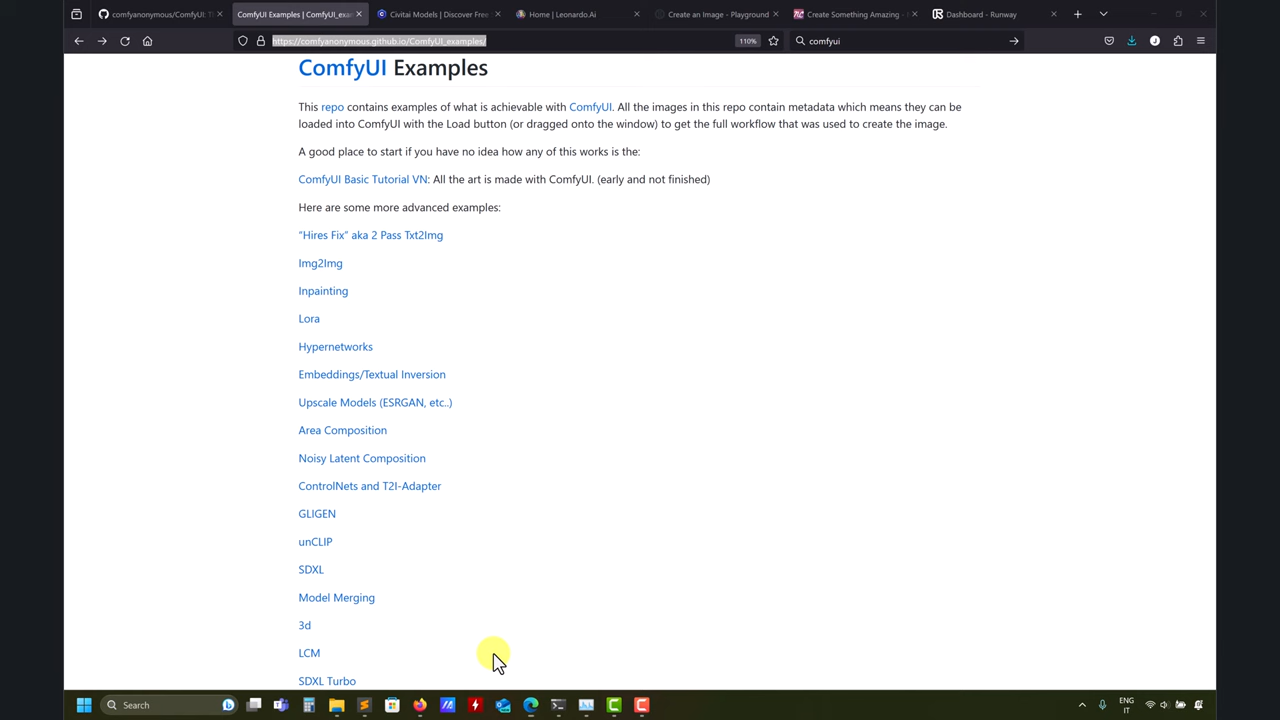 comfyanonymous/ComfyUI: T
ComfyUI Examples | ComfyUI_exa
Civitai Models | Discover Free
Home | Leonardo.Ai
Create an Image - Playground
Create Something Amazing -
Dashboard - Runway
https://comfyanonymous.github.io/ComfyUI_examples/
110%
comfyui
ComfyUI Examples
This repo contains examples of what is achievable with ComfyUI. All the images in this repo contain metadata which means they can be
loaded into ComfyUI with the Load button (or dragged onto the window) to get the full workflow that was used to create the image.
A good place to start if you have no idea how any of this works is the:
ComfyUI Basic Tutorial VN: All the art is made with ComfyUI. (early and not finished)
Here are some more advanced examples:
“Hires Fix” aka 2 Pass Txt2Img
Img2Img
Inpainting
Lora
Hypernetworks
Embeddings/Textual Inversion
Upscale Models (ESRGAN, etc..)
Area Composition
Noisy Latent Composition
ControlNets and T2I-Adapter
GLIGEN
unCLIP
SDXL
Model Merging
3d
LCM
SDXL Turbo
Search
ENG
IT